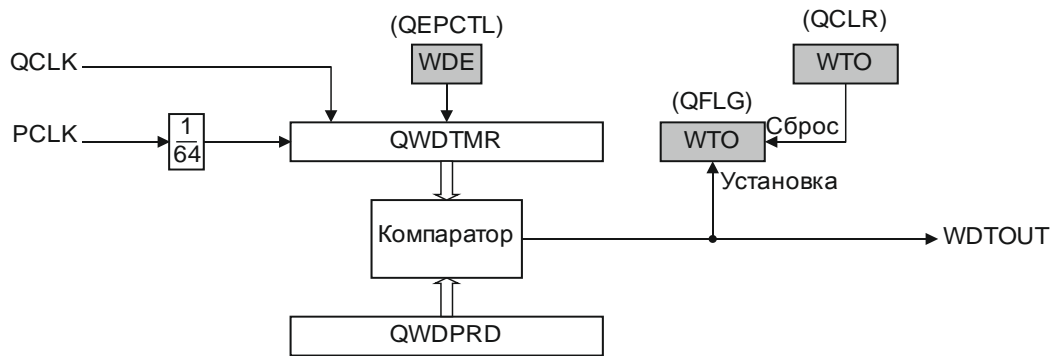 (QEPCTL)
(QCLR)
QCLK
WDE
WTO
(QFLG)
PCLK
1
64
QWDTMR
WTO
Сброс
Установка
Компаратор
WDTOUT
QWDPRD